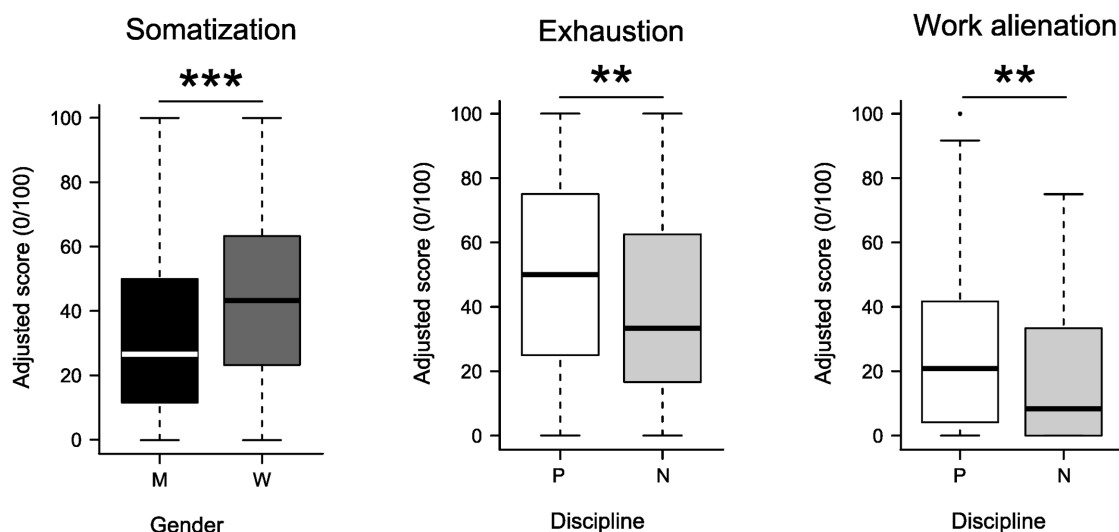 Somatization
***
Adjusted score (0/100)
100
80
60
40
20
0
M W
Gender
Exhaustion
**
Adjusted score (0/100)
100
80
60
40
20
0
P N
Discipline
Work alienation
**
Adjusted score (0/100)
100
80
60
40
20
0
P N
Discipline